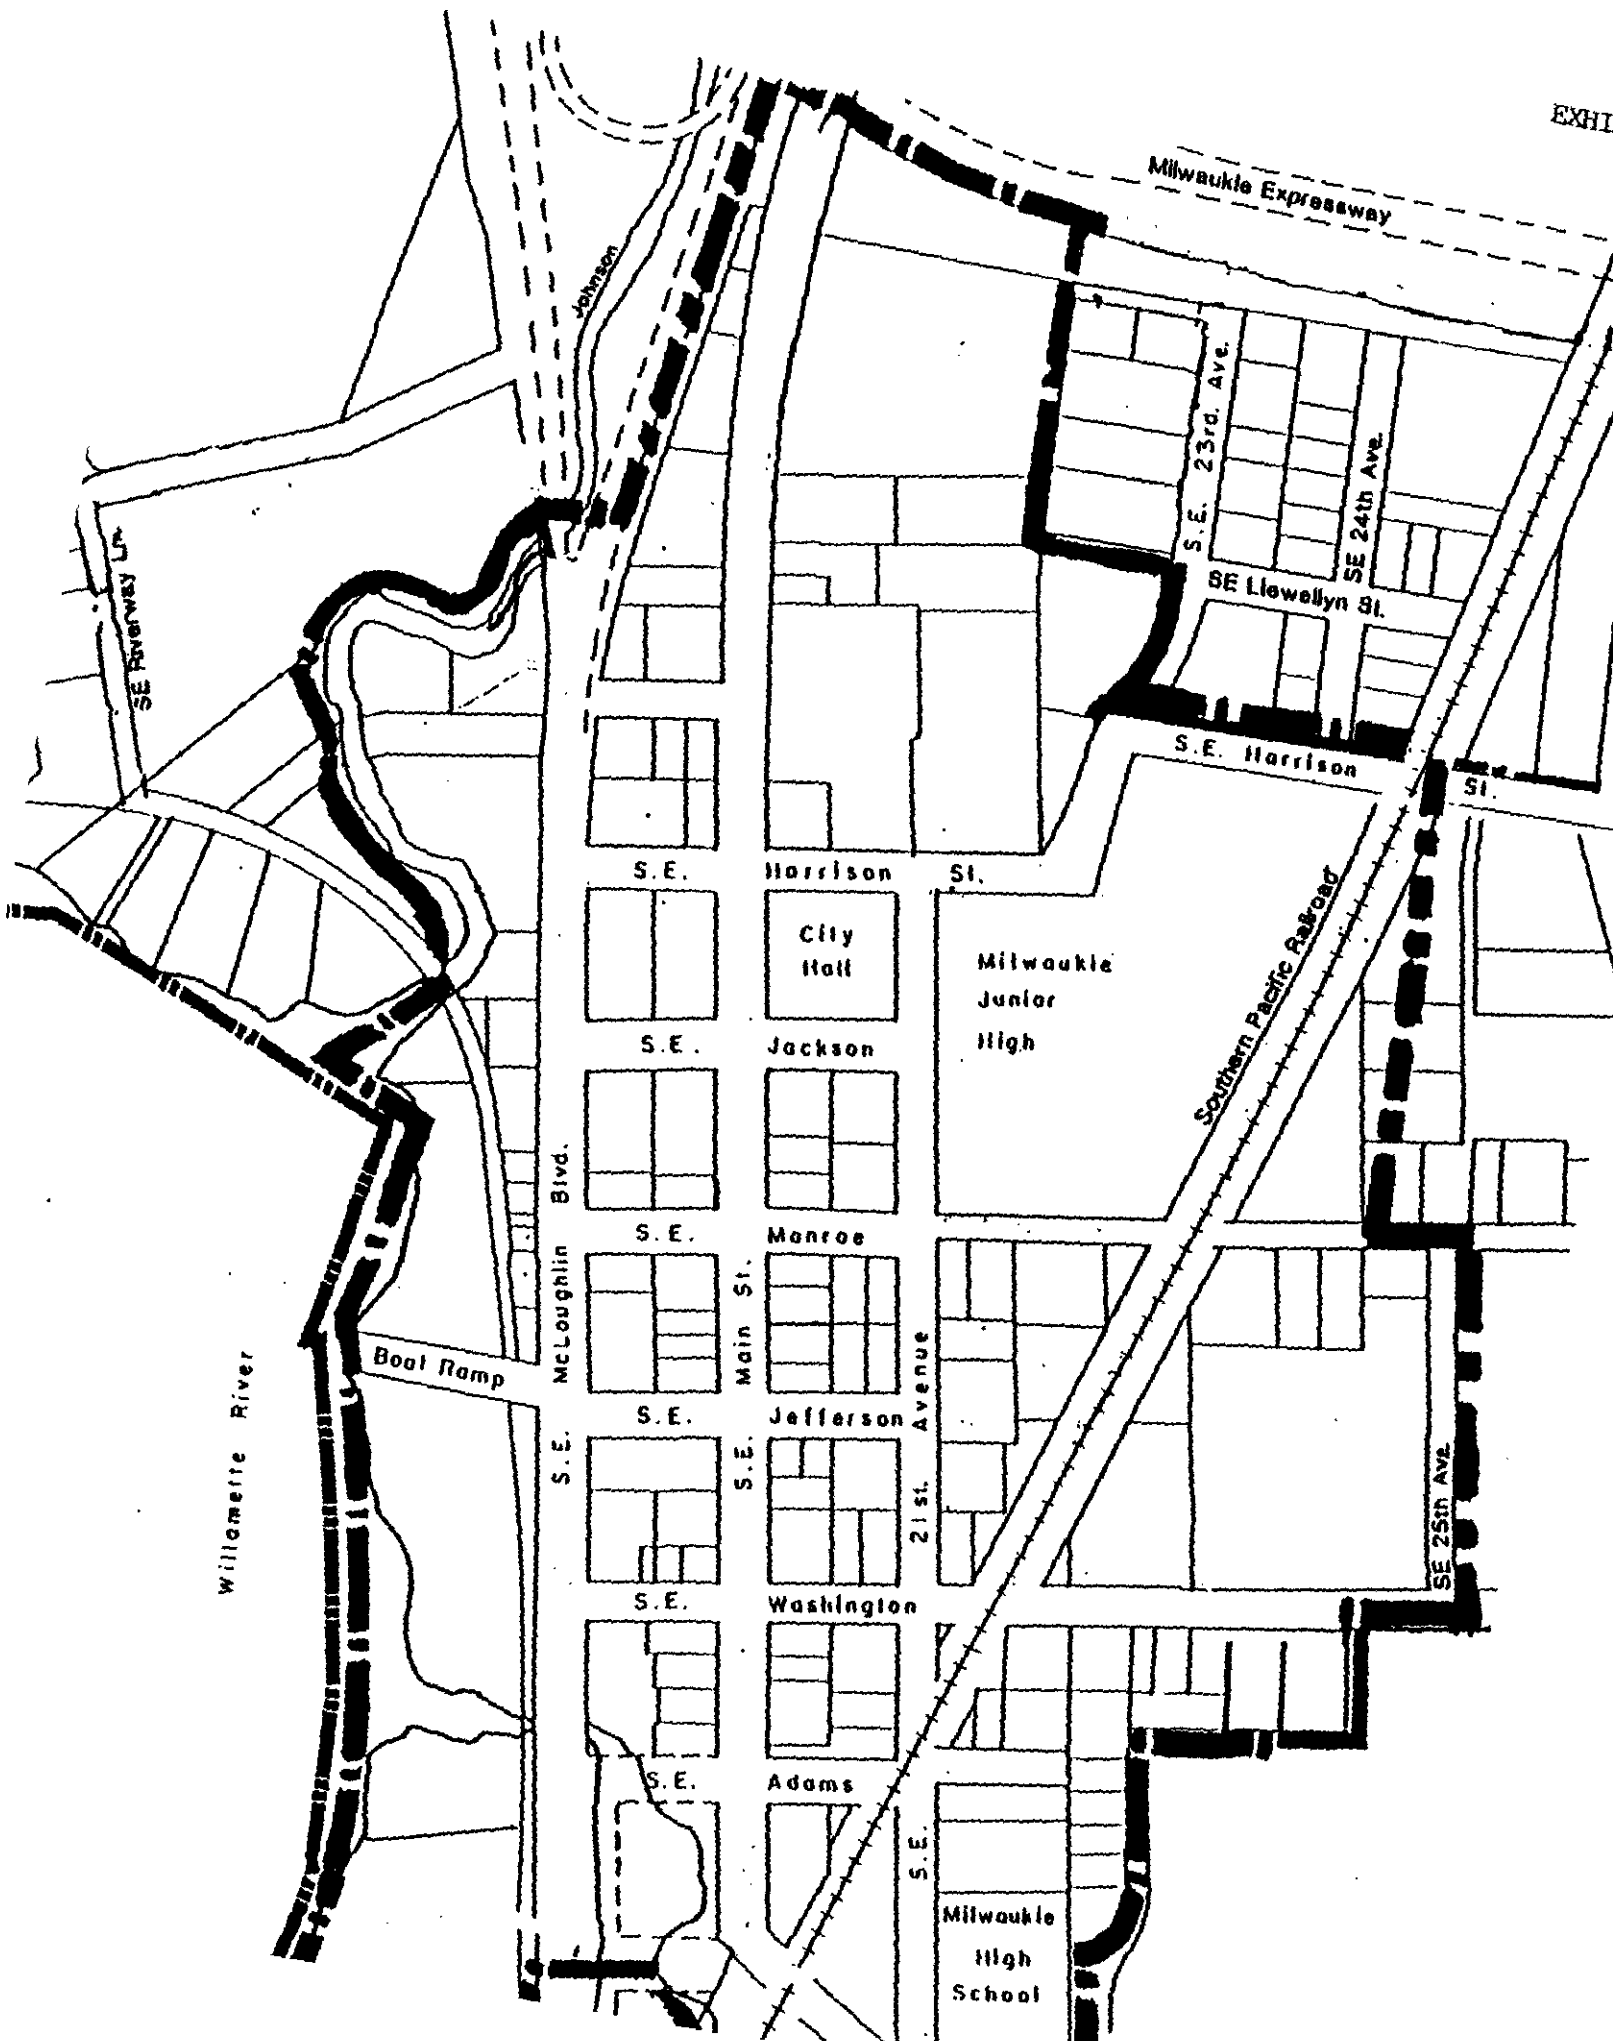 EXHI
Milwaukie Expressway
Johnson
S.E. 23rd. Ave.
SE 24th Ave.
SE Riverway Ln.
SE Llewellyn St.
S.E. Harrison
St.
S.E. Harrison St.
City
Hall
Milwaukie
Junior
High
Southern Pacific Railroad
S.E. Jackson
S.E. McLoughlin Blvd.
S.E. Monroe
S.E. Main St.
Boat Ramp
Willamette River
S.E. Jefferson
S.E. 21st. Avenue
SE 25th Ave.
S.E. Washington
S.E. Adams
Milwaukie
High
School